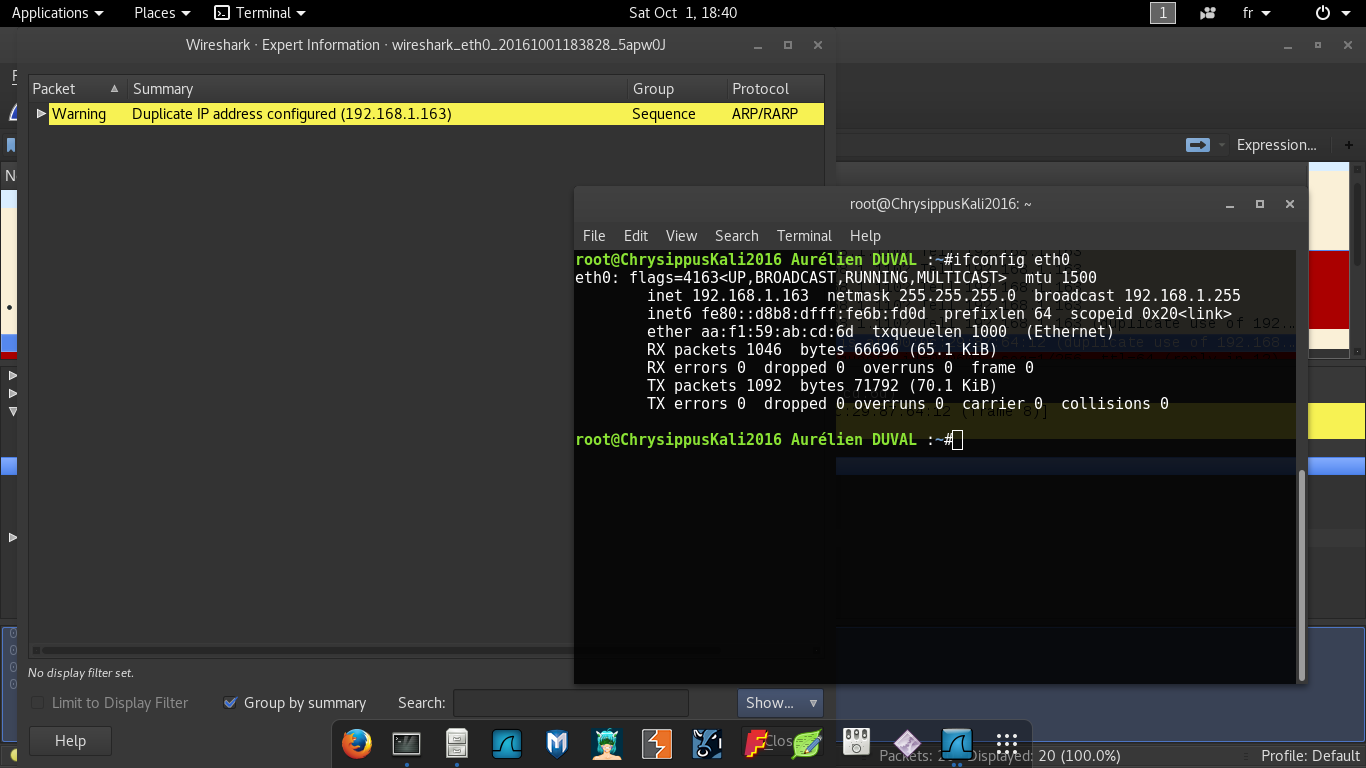 Applications Places Terminal Sat Oct 1, 18:40 1 fr
Wireshark · Expert Information · wireshark_eth0_20161001183828_5apw0J
Packet Summary Group Protocol
Warning Duplicate IP address configured (192.168.1.163) Sequence ARP/RARP
Expression... +
root@ChrysippusKali2016: ~
File Edit View Search Terminal Help
root@ChrysippusKali2016 Aurélien DUVAL :~#ifconfig eth0
eth0: flags=4163<UP,BROADCAST,RUNNING,MULTICAST> mtu 1500
inet 192.168.1.163 netmask 255.255.255.0 broadcast 192.168.1.255
inet6 fe80::d8b8:dfff:fe6b:fd0d prefixlen 64 scopeid 0x20<link>
ether aa:f1:59:ab:cd:6d txqueuelen 1000 (Ethernet)
RX packets 1046 bytes 66696 (65.1 KiB)
RX errors 0 dropped 0 overruns 0 frame 0
TX packets 1092 bytes 71792 (70.1 KiB)
TX errors 0 dropped 0 overruns 0 carrier 0 collisions 0
root@ChrysippusKali2016 Aurélien DUVAL :~#
No display filter set.
Limit to Display Filter Group by summary Search: Show...
Help
Packets: Displayed: 20 (100.0%) Profile: Default